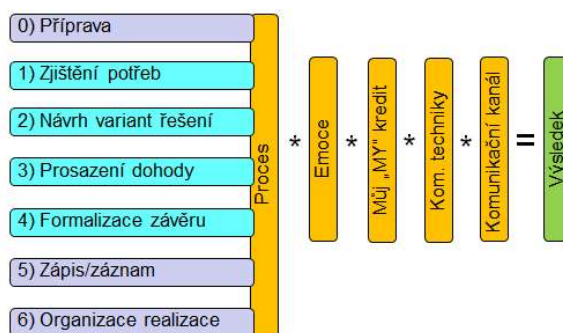 0) Příprava
1) Zjištění potřeb
2) Návrh variant řešení
3) Prosazení dohody
4) Formalizace závěru
5) Zápis/záznam
6) Organizace realizace
Proces
*
Emoce
*
Můj „MY“ kredit
*
Kom. techniky
*
Komunikační kanál
=
Výsledek